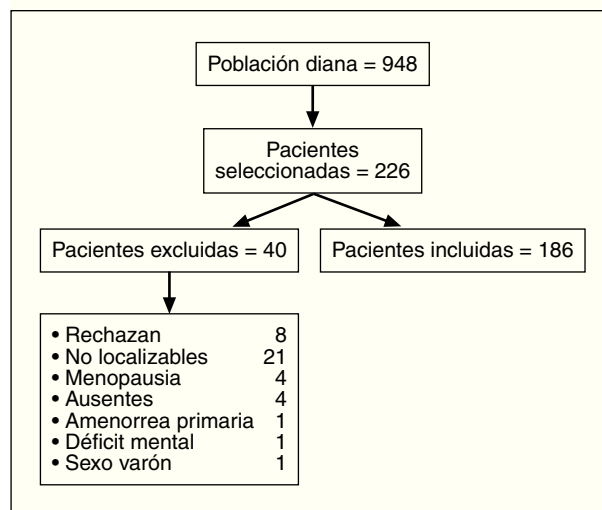 Población diana = 948
Pacientes
seleccionadas = 226
Pacientes excluidas = 40
Pacientes incluidas = 186
• Rechazan 8
• No localizables 21
• Menopausia 4
• Ausentes 4
• Amenorrea primaria 1
• Déficit mental 1
• Sexo varón 1